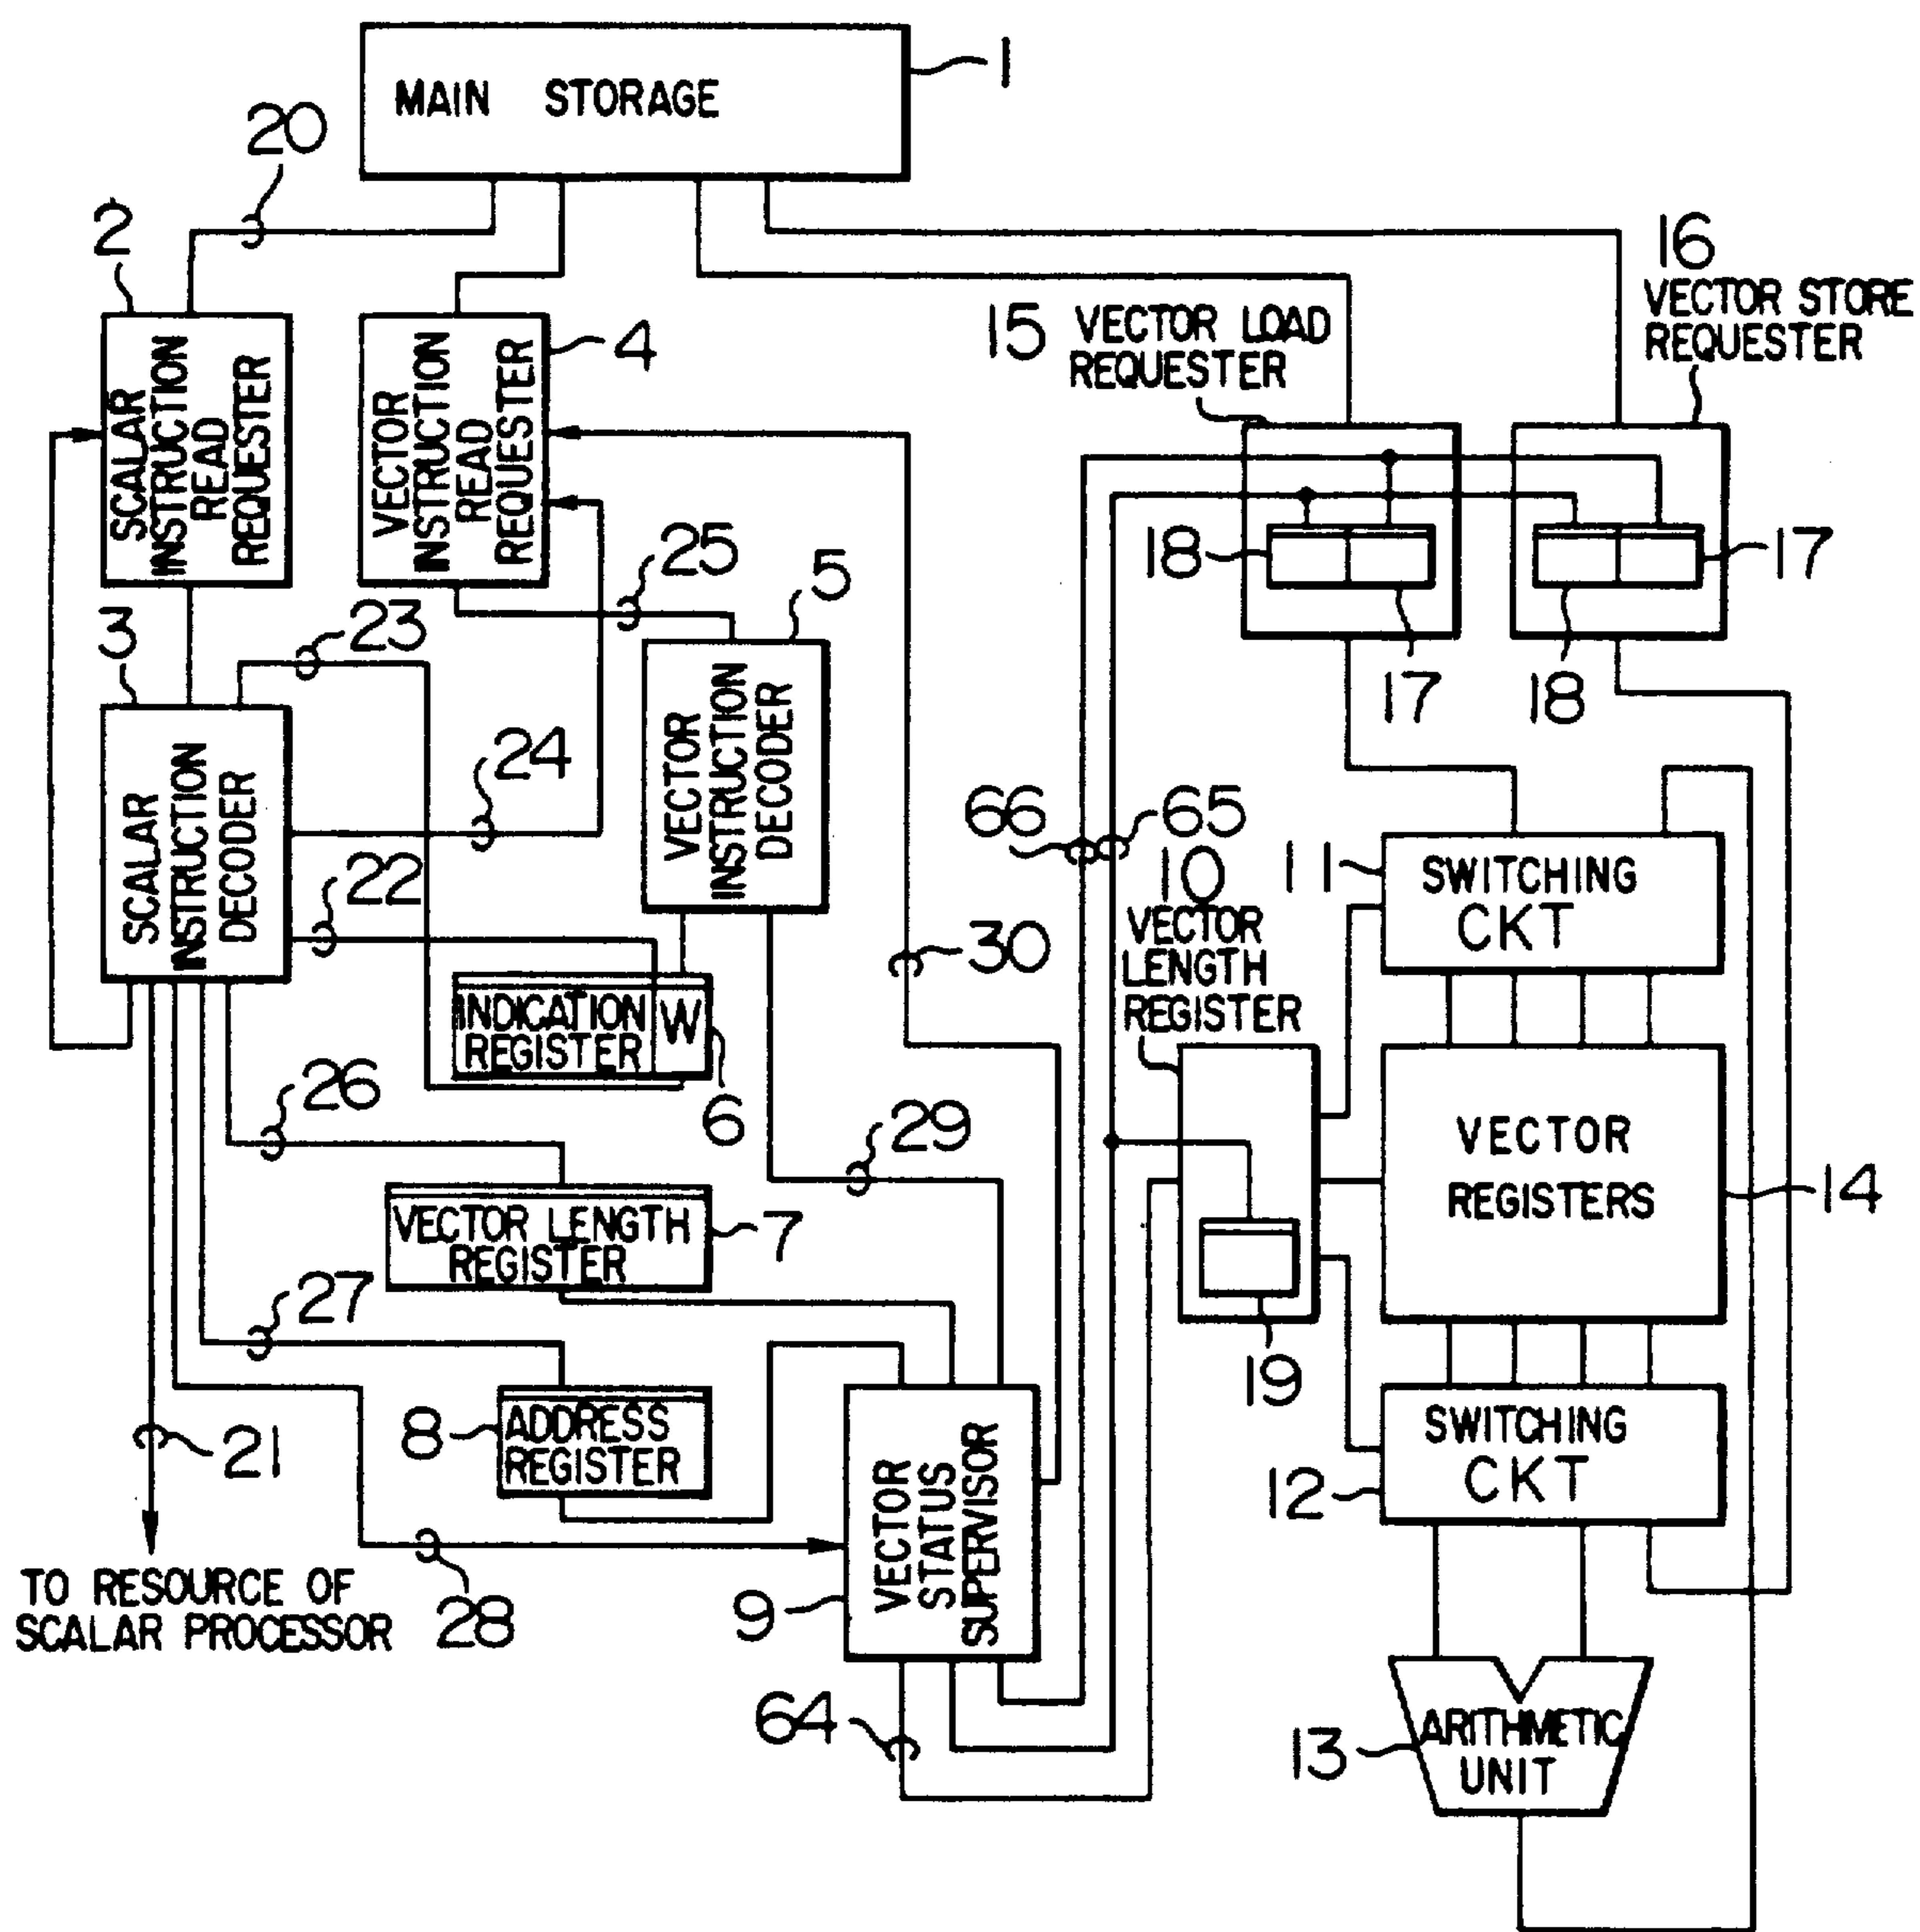 MAIN STORAGE
1
20
2
SCALAR
INSTRUCTION
READ
REQUESTER
4
VECTOR
INSTRUCTION
READ
REQUESTER
15
VECTOR LOAD
REQUESTER
16
VECTOR STORE
REQUESTER
18
17
17
18
25
5
VECTOR
INSTRUCTION
DECODER
3
23
SCALAR
INSTRUCTION
DECODER
24
22
INDICATION
REGISTER
W
6
30
66
65
10
VECTOR
LENGTH
REGISTER
11
SWITCHING
CKT
26
29
VECTOR LENGTH
REGISTER
7
VECTOR
REGISTERS
14
19
27
8
ADDRESS
REGISTER
21
12
SWITCHING
CKT
VECTOR
STATUS
SUPERVISOR
9
28
TO RESOURCE OF
SCALAR PROCESSOR
64
13
ARITHMETIC
UNIT